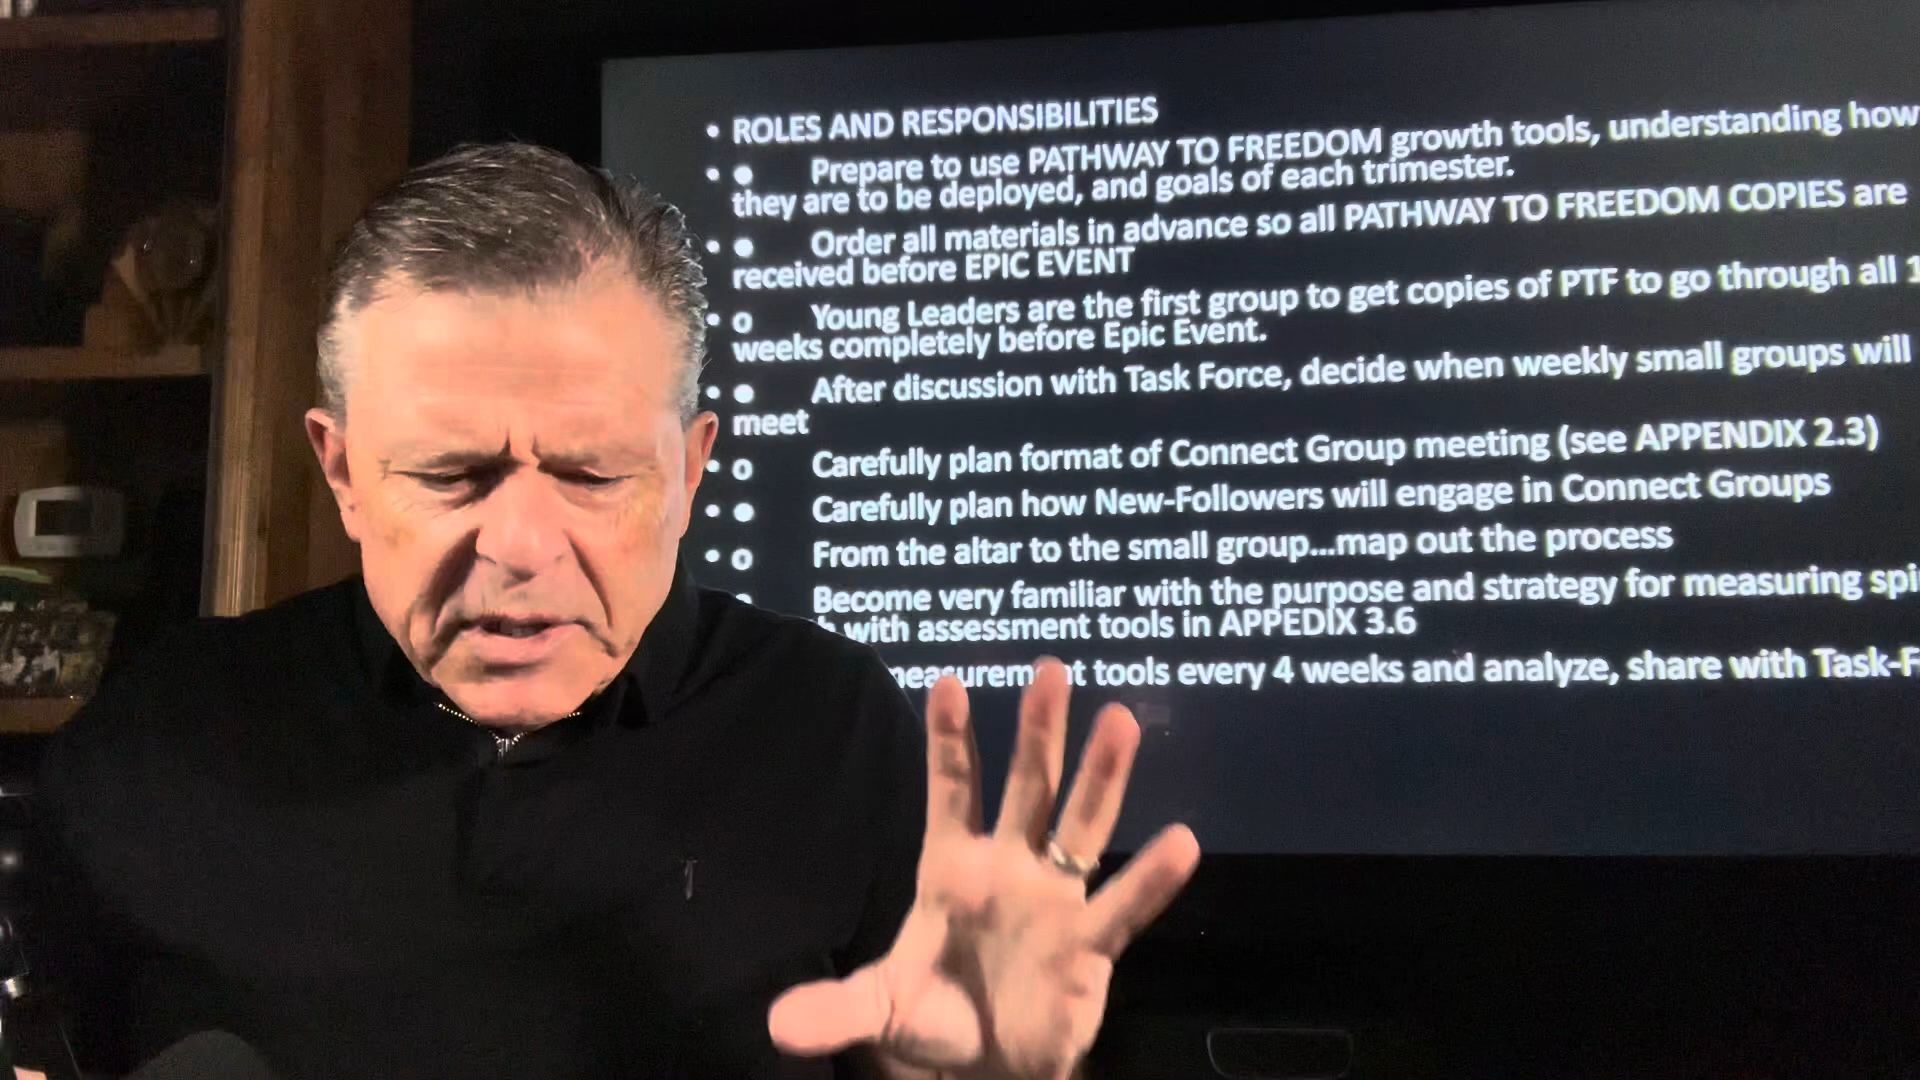 • ROLES AND RESPONSIBILITIES
• ● Prepare to use PATHWAY TO FREEDOM growth tools, understanding how
they are to be deployed, and goals of each trimester.
• ● Order all materials in advance so all PATHWAY TO FREEDOM COPIES are
received before EPIC EVENT
• o Young Leaders are the first group to get copies of PTF to go through all
weeks completely before Epic Event.
• ● After discussion with Task Force, decide when weekly small groups will
meet
• o Carefully plan format of Connect Group meeting (see APPENDIX 2.3)
• ● Carefully plan how New-Followers will engage in Connect Groups
• o From the altar to the small group...map out the process
Become very familiar with the purpose and strategy for measuring
with assessment tools in APPEDIX 3.6
tools every 4 weeks and analyze, share with